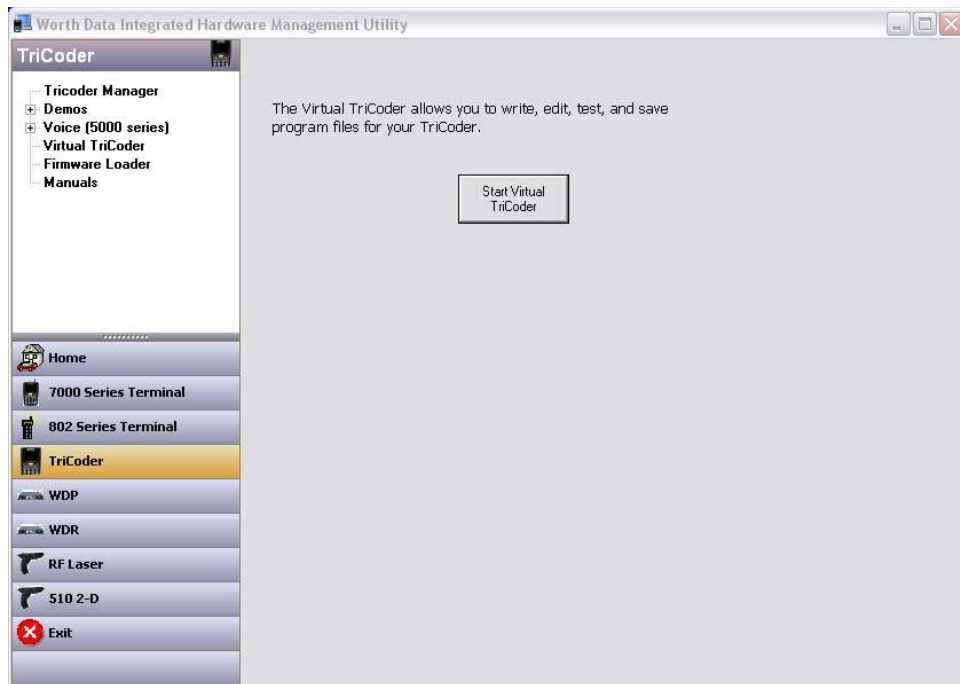 Worth Data Integrated Hardware Management Utility
TriCoder
Tricoder Manager
Demos
Voice (5000 series)
Virtual TriCoder
Firmware Loader
Manuals
The Virtual TriCoder allows you to write, edit, test, and save
program files for your TriCoder.
Start Virtual
TriCoder
Home
7000 Series Terminal
802 Series Terminal
TriCoder
WDP
WDR
RF Laser
510 2-D
Exit